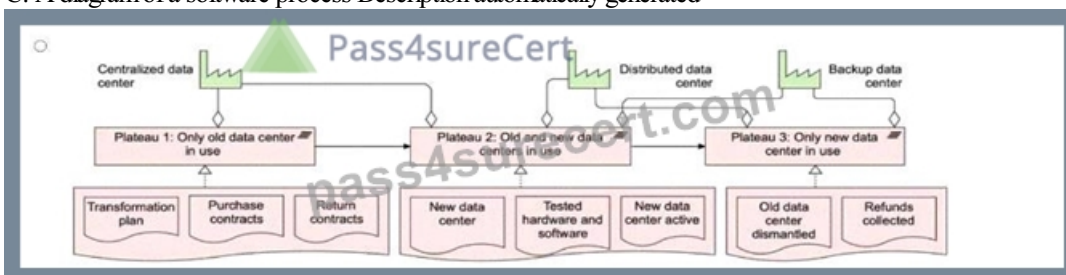 C. A diagram of a software process Description automatically generated
Pass4sureCert
Centralized data
center
Distributed data
center
Backup data
center
Plateau 1: Only old data center
in use
Plateau 2: Old and new data
centers in use
Plateau 3: Only new data
center in use
pass4surecert.com
Transformation
plan
Purchase
contracts
Return
contracts
New data
center
Tested
hardware and
software
New data
center active
Old data
center
dismantled
Refunds
collected